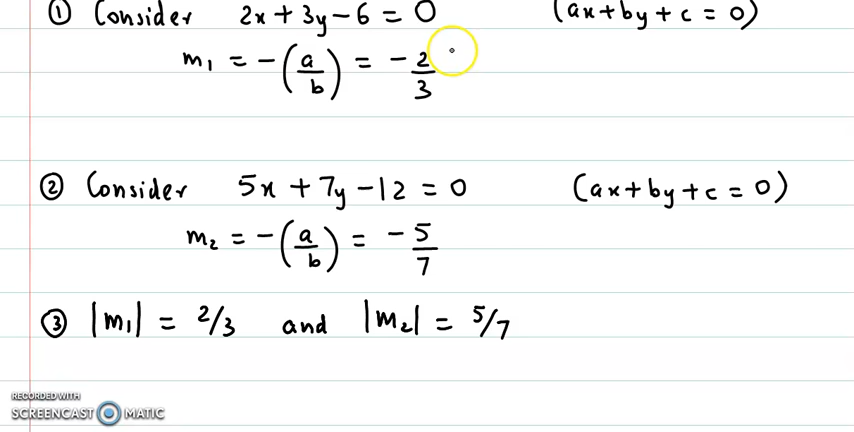 ① Consider 2x + 3y - 6 = 0 (ax + by + c = 0)
m₁ = -(a/b) = -2/3
② Consider 5x + 7y - 12 = 0 (ax + by + c = 0)
m₂ = -(a/b) = -5/7
③ |m₁| = 2/3 and |m₂| = 5/7
RECORDED WITH
SCREENCAST MATIC